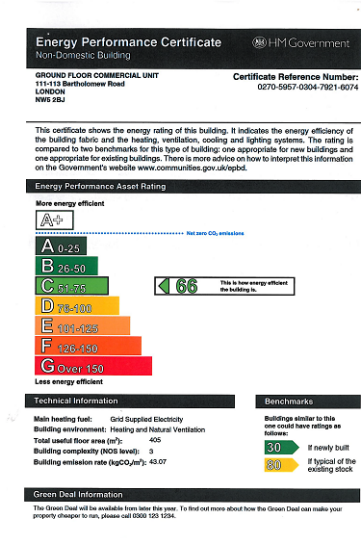 Energy Performance Certificate
Non-Domestic Building
HM Government
GROUND FLOOR COMMERCIAL UNIT
111-113 Bartholomew Road
LONDON
NW5 2BJ
Certificate Reference Number:
0270-5957-0304-7921-6074
This certificate shows the energy rating of this building. It indicates the energy efficiency of
the building fabric and the heating, ventilation, cooling and lighting systems. The rating is
compared to two benchmarks for this type of building: one appropriate for new buildings and
one appropriate for existing buildings. There is more advice on how to interpret this information
on the Government's website www.communities.gov.uk/epbd.
Energy Performance Asset Rating
More energy efficient
A+
Net zero CO₂ emissions
A 0-25
B 26-50
C 51-75
66
This is how energy efficient
the building is.
D 76-100
E 101-125
F 126-150
G Over 150
Less energy efficient
Technical Information
Main heating fuel: Grid Supplied Electricity
Building environment: Heating and Natural Ventilation
Total useful floor area (m²): 405
Building complexity (NOS level): 3
Building emission rate (kgCO₂/m²): 43.07
Benchmarks
Buildings similar to this
one could have ratings as
follows:
30 If newly built
80 If typical of the
existing stock
Green Deal Information
The Green Deal will be available from later this year. To find out more about how the Green Deal can make your
property cheaper to run, please call 0300 123 1234.